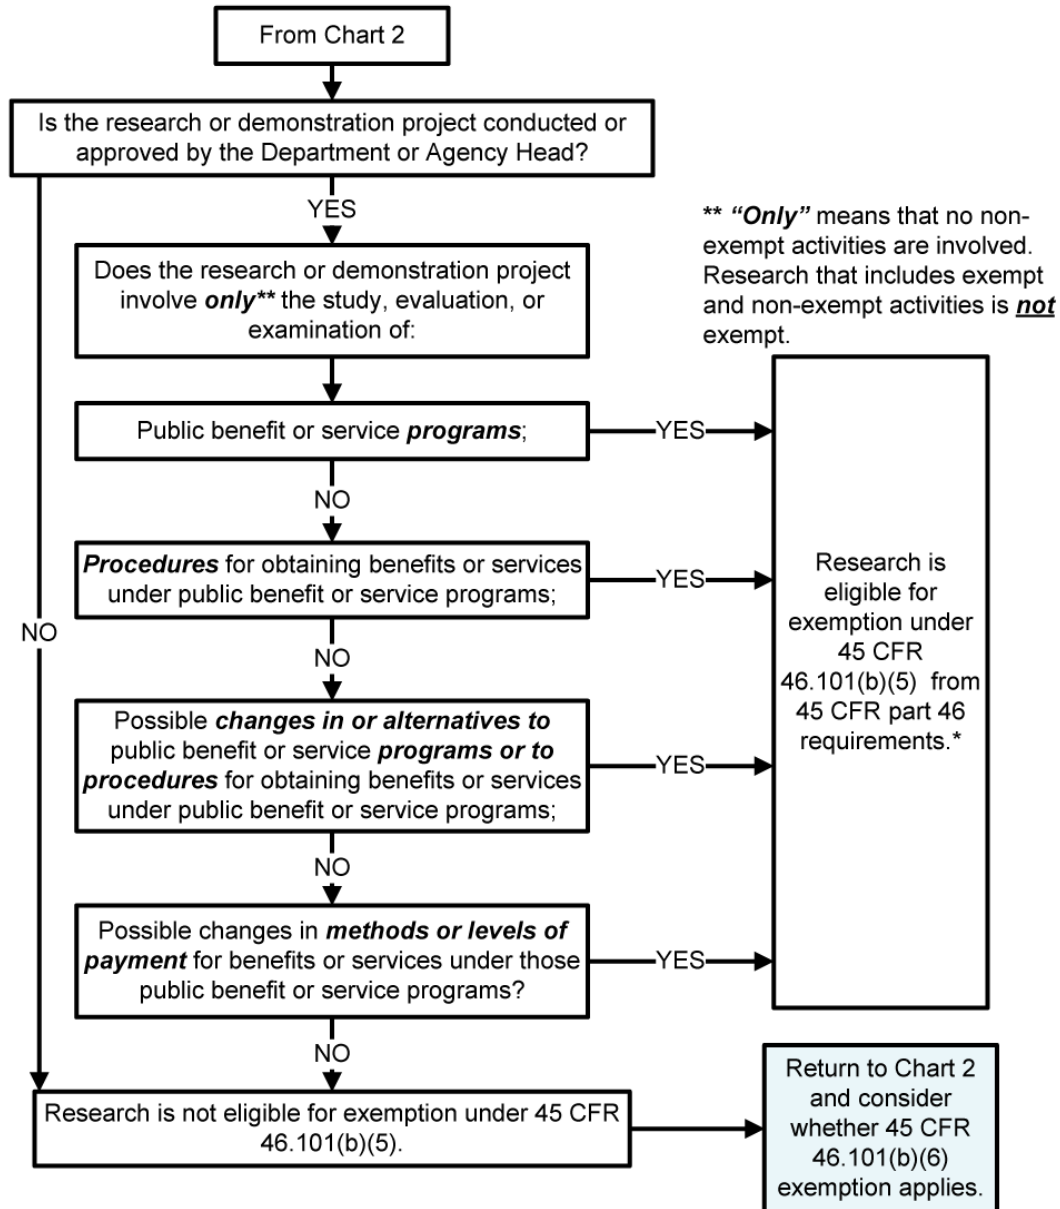 From Chart 2
Is the research or demonstration project conducted or
approved by the Department or Agency Head?
YES
** “Only” means that no non-
exempt activities are involved.
Research that includes exempt
and non-exempt activities is not
exempt.
Does the research or demonstration project
involve only** the study, evaluation, or
examination of:
Public benefit or service programs;
YES
NO
Procedures for obtaining benefits or services
under public benefit or service programs;
YES
Research is
eligible for
exemption under
45 CFR
46.101(b)(5) from
45 CFR part 46
requirements.*
NO
NO
Possible changes in or alternatives to
public benefit or service programs or to
procedures for obtaining benefits or services
under public benefit or service programs;
YES
NO
Possible changes in methods or levels of
payment for benefits or services under those
public benefit or service programs?
YES
NO
Research is not eligible for exemption under 45 CFR
46.101(b)(5).
Return to Chart 2
and consider
whether 45 CFR
46.101(b)(6)
exemption applies.